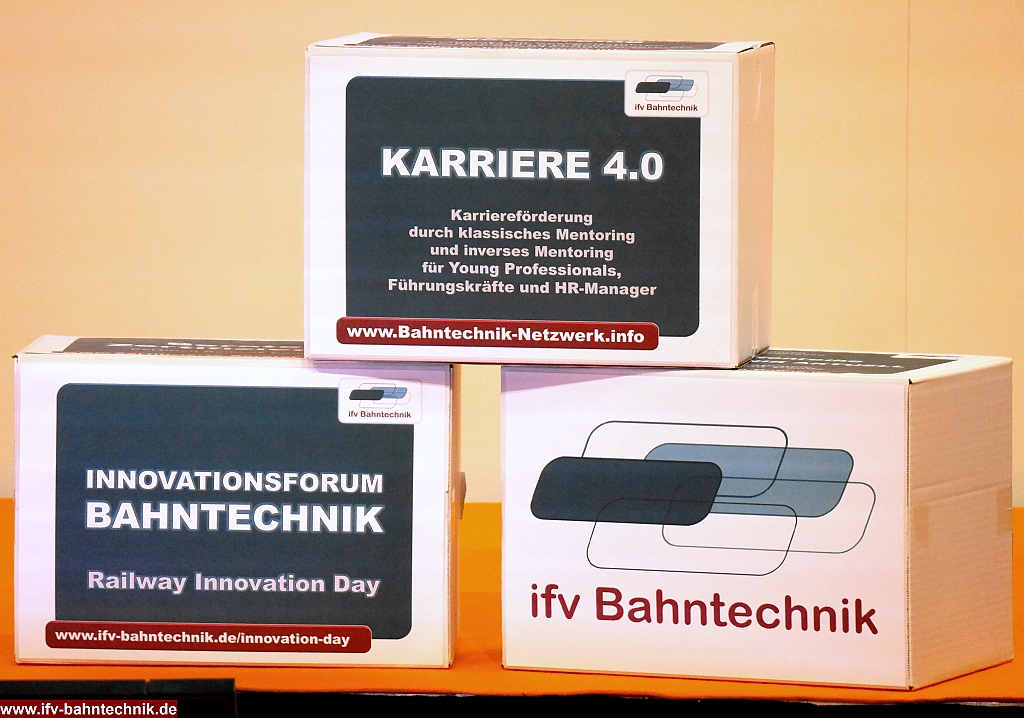 ifv Bahntechnik
KARRIERE 4.0
Karriereförderung
durch klassisches Mentoring
und inverses Mentoring
für Young Professionals,
Führungskräfte und HR-Manager
www.Bahntechnik-Netzwerk.info
ifv Bahntechnik
INNOVATIONSFORUM
BAHNTECHNIK
Railway Innovation Day
www.ifv-bahntechnik.de/innovation-day
ifv Bahntechnik
www.ifv-bahntechnik.de